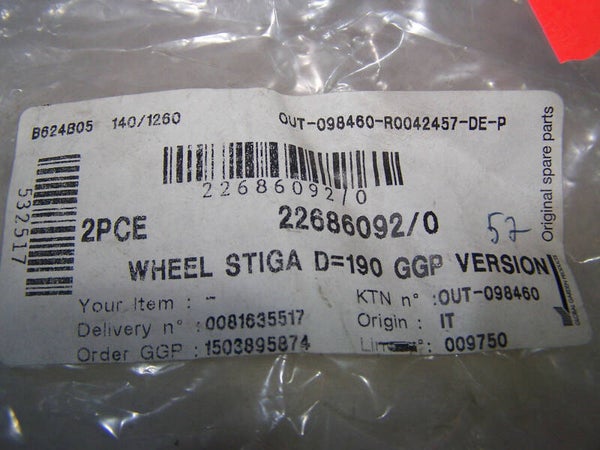 B624B05 140/1260 OUT-098460-R0042457-DE-P
22686092/0
532517
2PCE 22686092/0 57
Original spare parts
WHEEL STIGA D=190 GGP VERSION
Your Item : - KTN n° :OUT-098460
Delivery n° :0081635517 Origin : IT
Order GGP :1503895874 Line n°: 009750